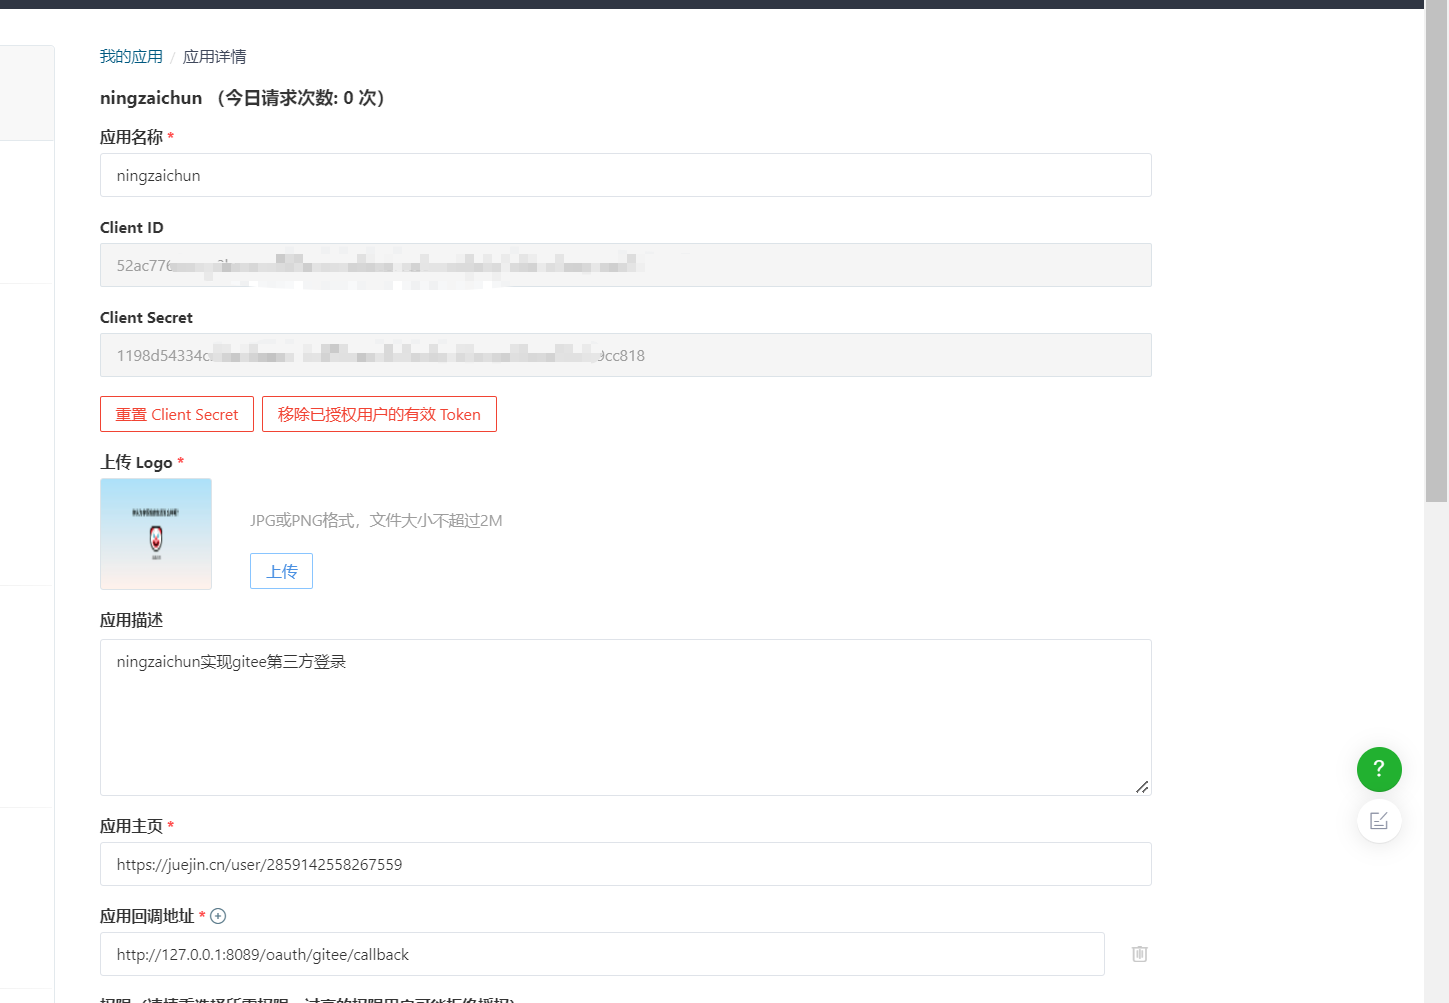 我的应用 / 应用详情
ningzaichun （今日请求次数: 0 次）
应用名称 *
ningzaichun
Client ID
52ac776
Client Secret
1198d54334c 9cc818
重置 Client Secret 移除已授权用户的有效 Token
上传 Logo *
JPG或PNG格式，文件大小不超过2M
上传
应用描述
ningzaichun实现gitee第三方登录
应用主页 *
https://juejin.cn/user/2859142558267559
应用回调地址 *
http://127.0.0.1:8089/oauth/gitee/callback